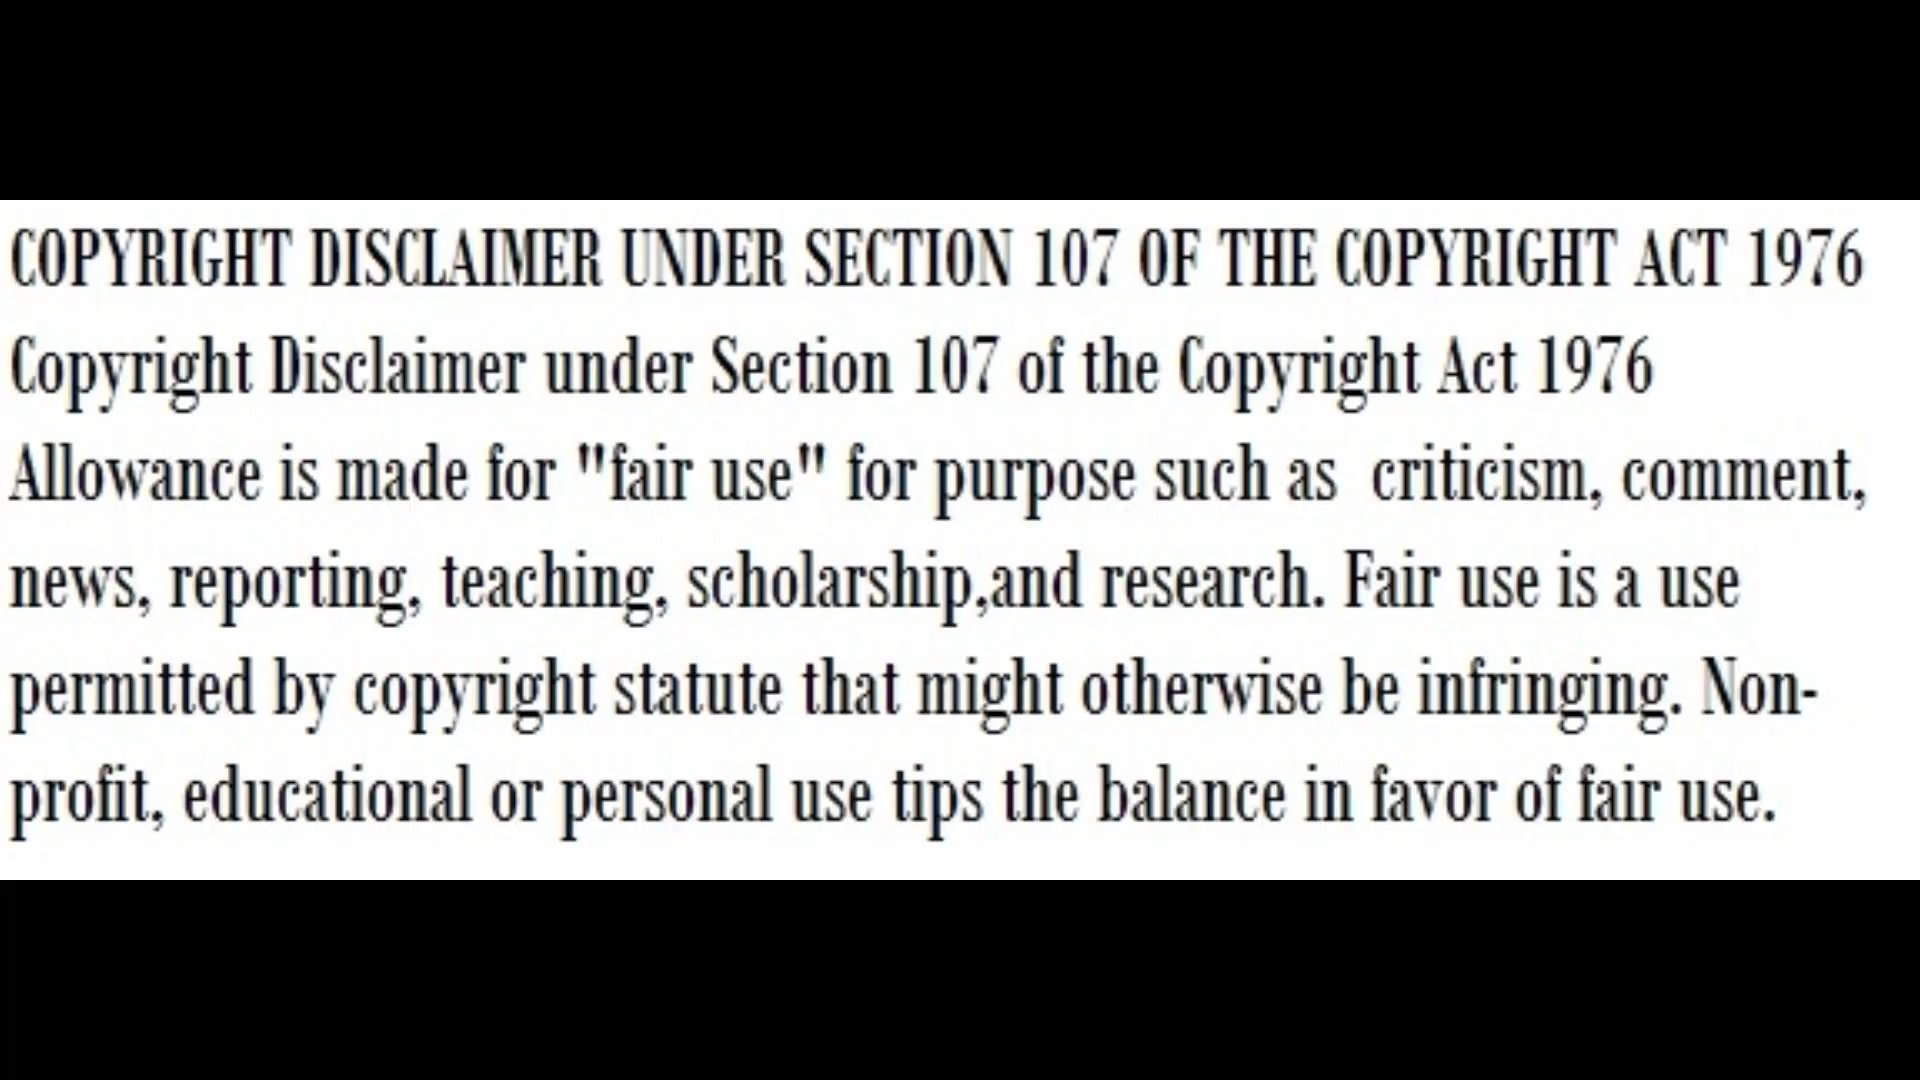 COPYRIGHT DISCLAIMER UNDER SECTION 107 OF THE COPYRIGHT ACT 1976
Copyright Disclaimer under Section 107 of the Copyright Act 1976
Allowance is made for "fair use" for purpose such as  criticism, comment,
news, reporting, teaching, scholarship,and research. Fair use is a use
permitted by copyright statute that might otherwise be infringing. Non-
profit, educational or personal use tips the balance in favor of fair use.